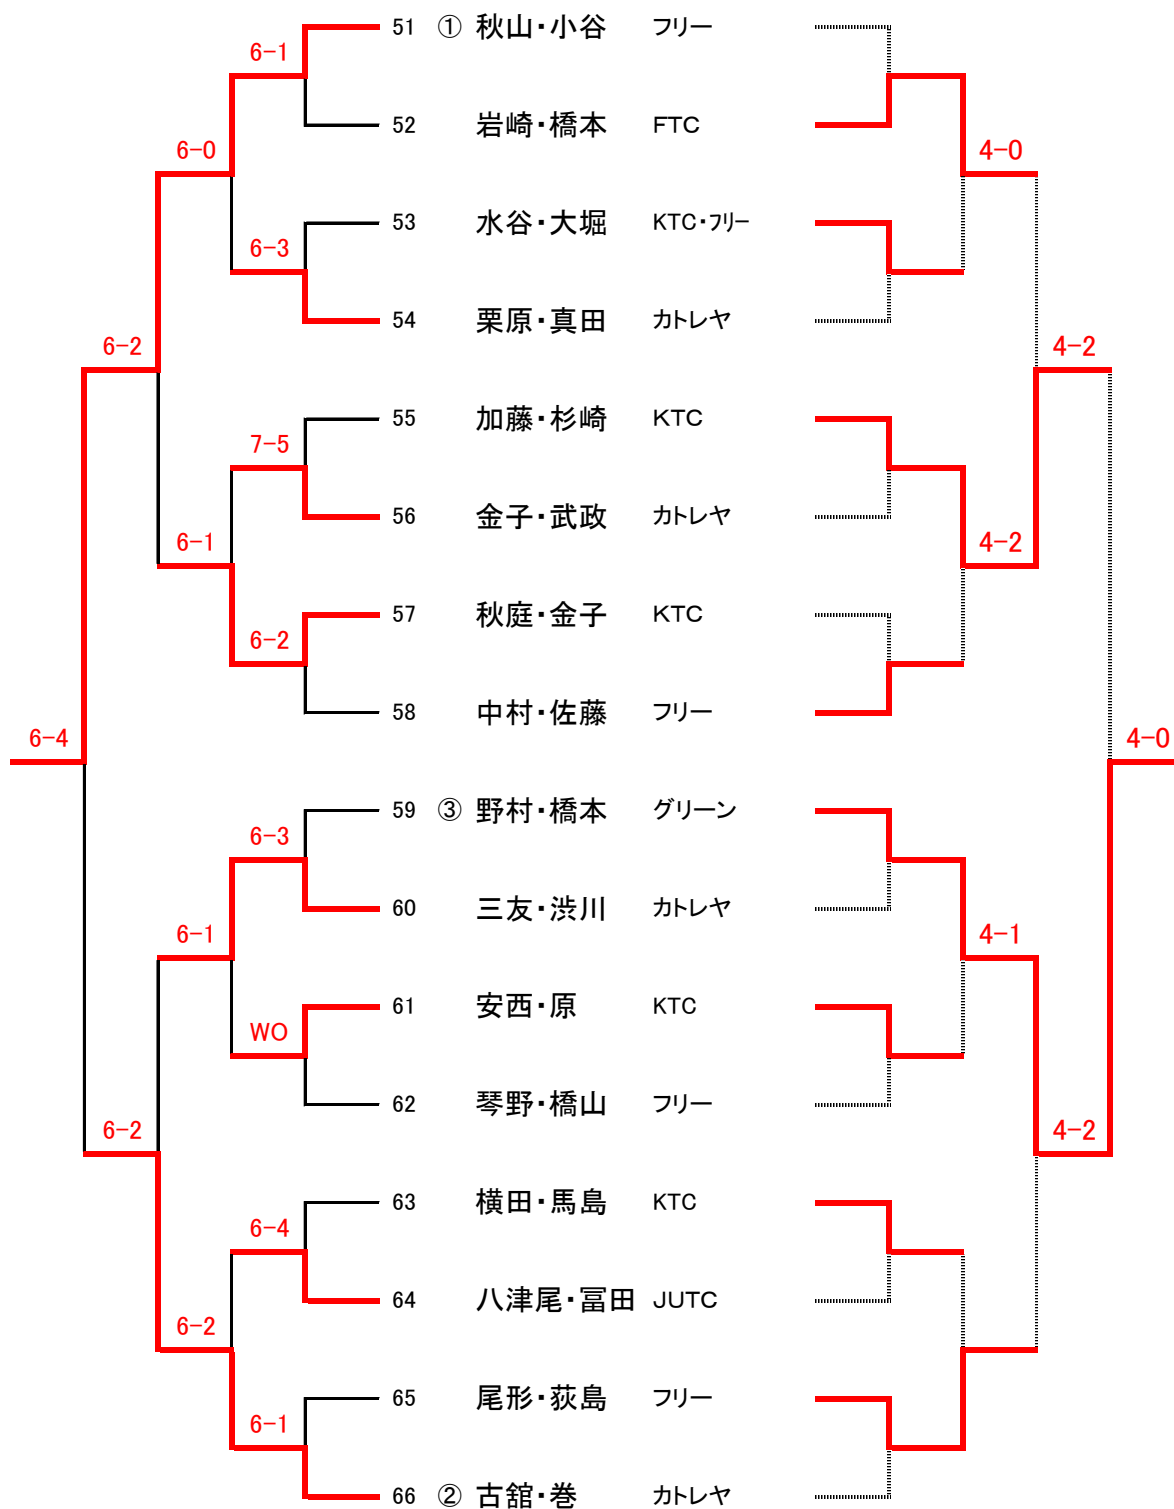 51 ① 秋山・小谷 フリー
6-1
52 岩崎・橋本 FTC
6-0 4-0
53 水谷・大堀 KTC・フリー
6-3
54 栗原・真田 カトレヤ
6-2 4-2
55 加藤・杉崎 KTC
7-5
56 金子・武政 カトレヤ
6-1 4-2
57 秋庭・金子 KTC
6-2
58 中村・佐藤 フリー
6-4 4-0
59 ③ 野村・橋本 グリーン
6-3
60 三友・渋川 カトレヤ
6-1 4-1
61 安西・原 KTC
WO
62 琴野・橋山 フリー
6-2 4-2
63 横田・馬島 KTC
6-4
64 八津尾・冨田 JUTC
6-2
65 尾形・荻島 フリー
6-1
66 ② 古舘・巻 カトレヤ